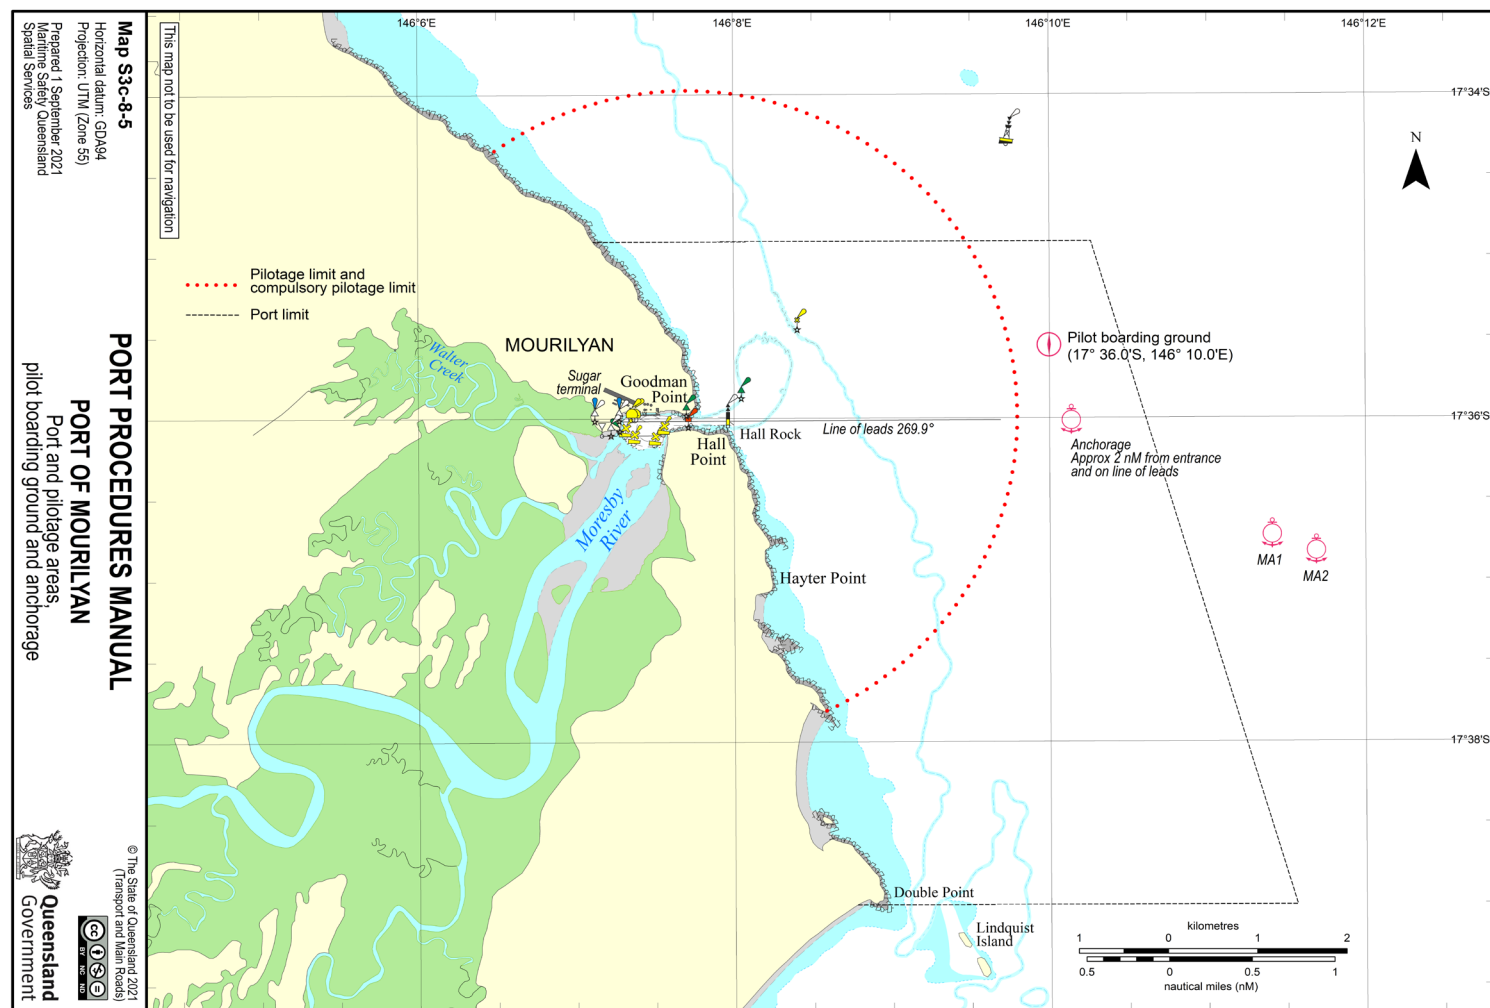 Map S3c-8-5
Horizontal datum: GDA94
Projection: UTM (Zone 55)
Prepared 1 September 2021
Maritime Safety Queensland
Spatial Services
PORT PROCEDURES MANUAL
PORT OF MOURILYAN
Port and pilotage areas,
pilot boarding ground and anchorage
© The State of Queensland 2021
(Transport and Main Roads)
cc
BY NC ND
Queensland
Government
This map not to be used for navigation
146°6'E
146°8'E
146°10'E
146°12'E
17°34'S
17°36'S
17°38'S
N
Pilotage limit and
compulsory pilotage limit
Port limit
MOURILYAN
Walter
Creek
Sugar
terminal
Goodman
Point
Hall
Point
Hall Rock
Line of leads 269.9°
Pilot boarding ground
(17° 36.0'S, 146° 10.0'E)
Anchorage
Approx 2 nM from entrance
and on line of leads
MA1
MA2
Moresby
River
Hayter Point
Double Point
Lindquist
Island
kilometres
1 0 1 2
0.5 0 0.5 1
nautical miles (nM)